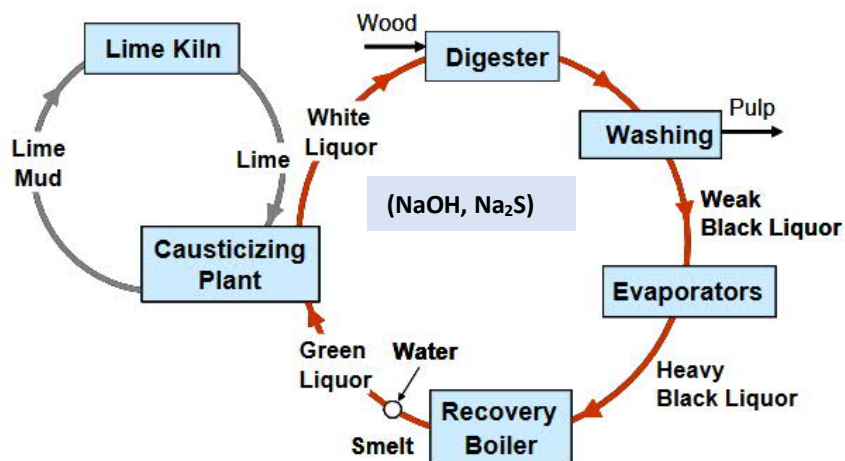 Wood
Lime Kiln
Digester
White
Liquor
Pulp
Washing
Lime
Mud
Lime
(NaOH, Na₂S)
Weak
Black Liquor
Causticizing
Plant
Evaporators
Green
Liquor
Water
Heavy
Black Liquor
Recovery
Boiler
Smelt